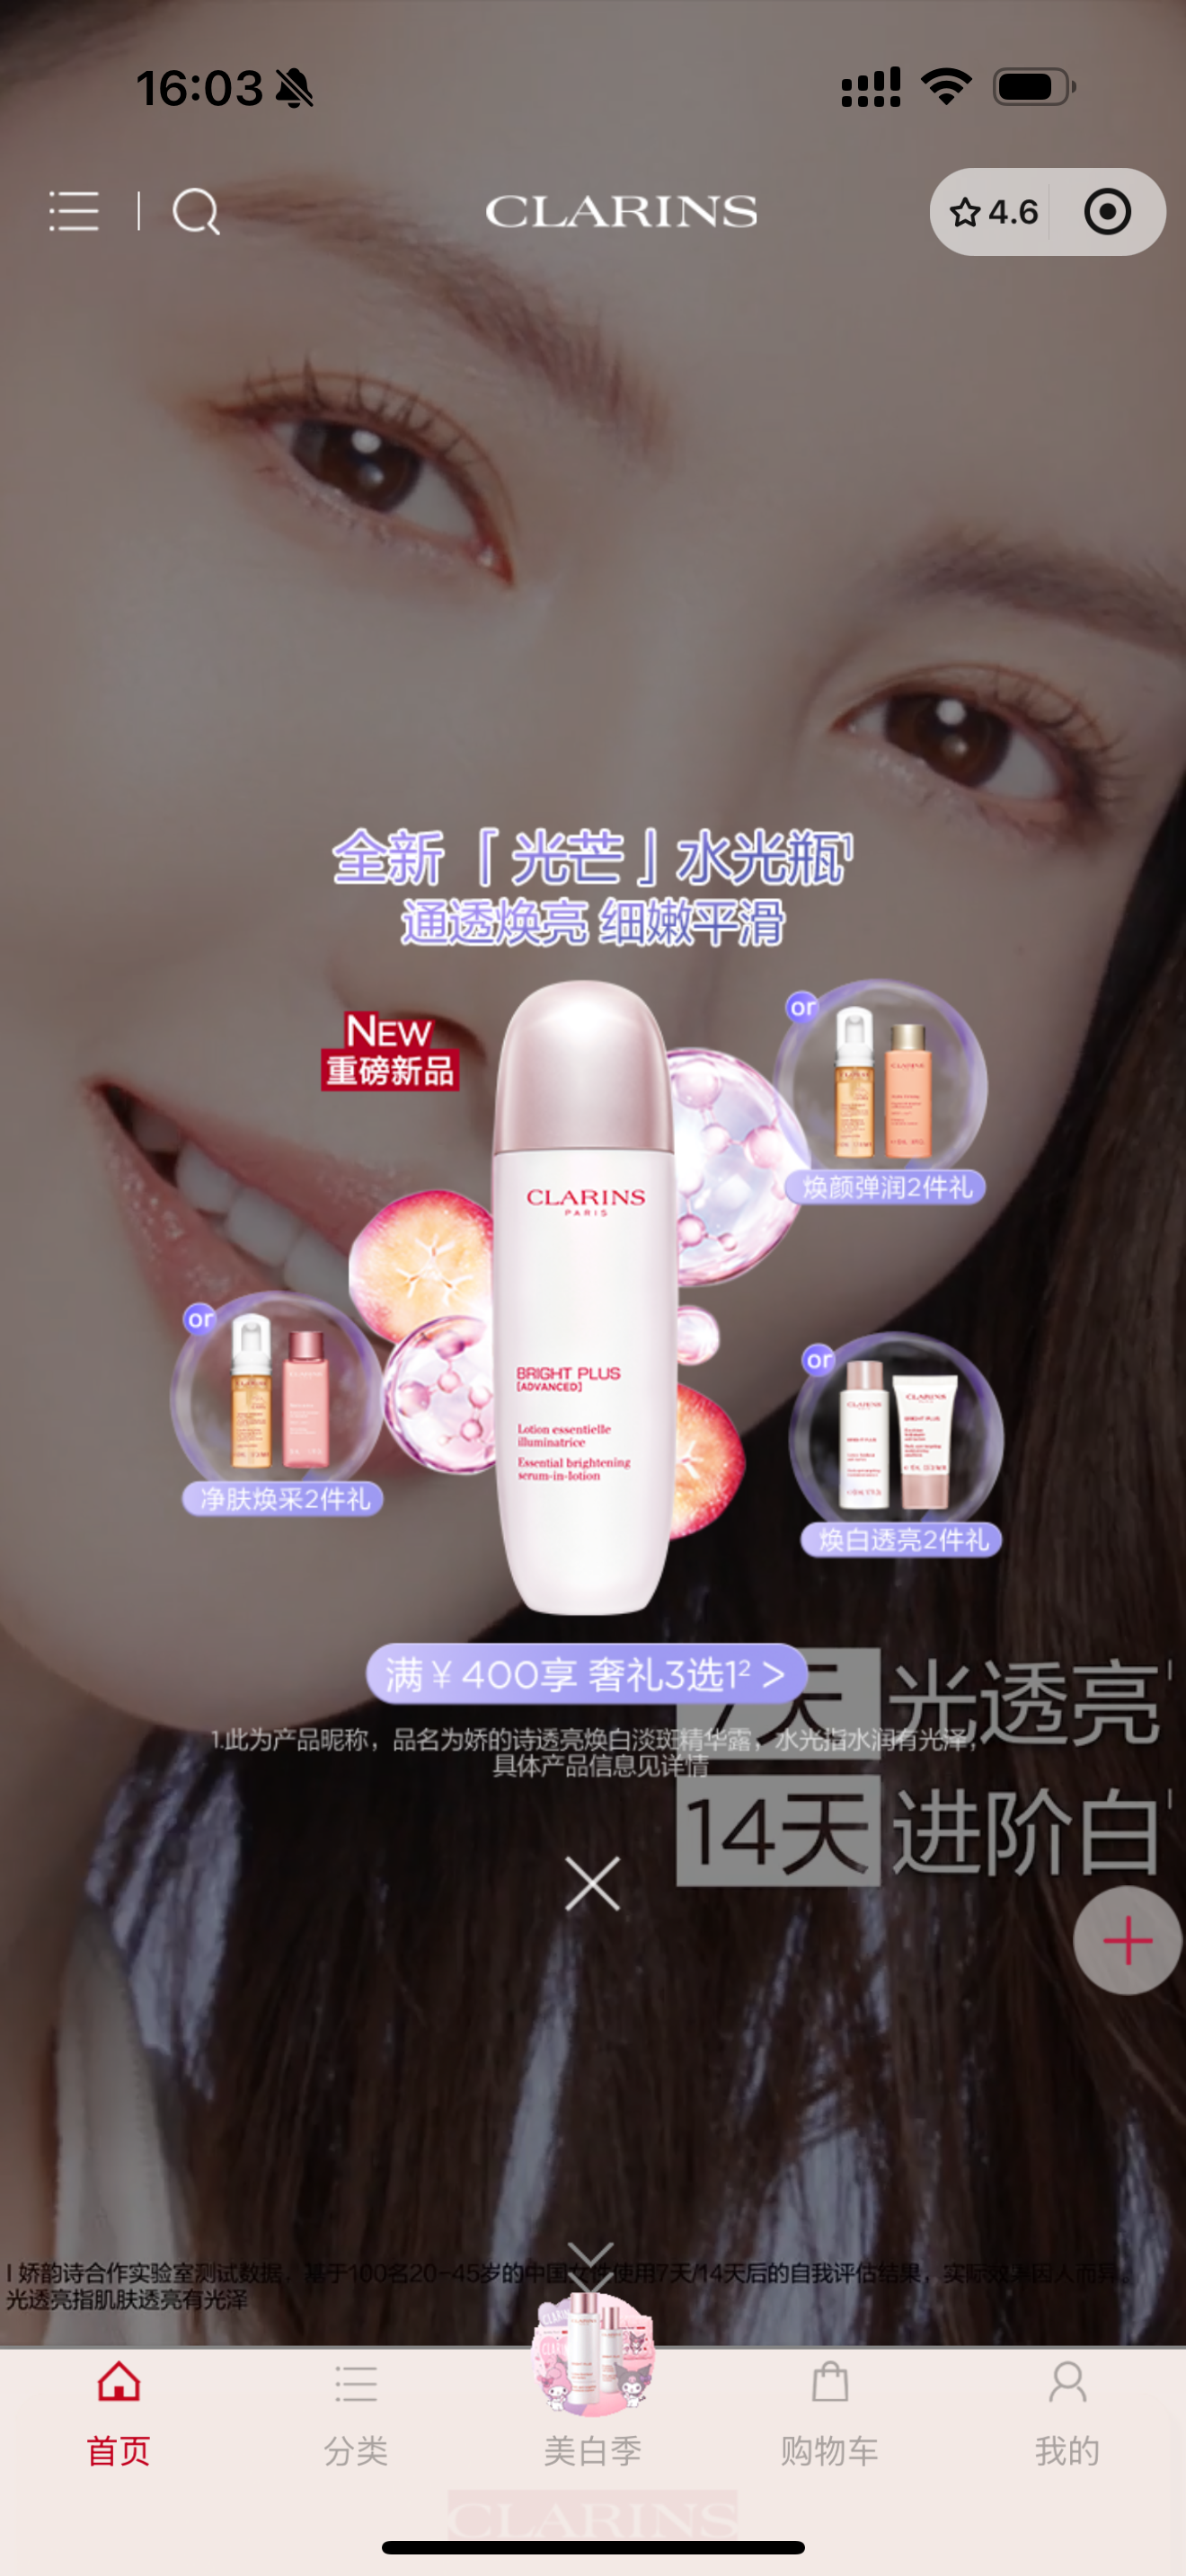 16:03
CLARINS
4.6
全新「光芒」水光瓶1
通透焕亮 细嫩平滑
NEW
重磅新品
or
焕颜弹润2件礼
CLARINS
PARIS
or
净肤焕采2件礼
BRIGHT PLUS
[ADVANCED]
Lotion essentielle
illuminatrice
Essential brightening
serum-in-lotion
or
CLARINS
BRIGHT PLUS
焕白透亮2件礼
满¥400享 奢礼3选1² >
7天 光透亮1
1.此为产品昵称，品名为娇的诗透亮焕白淡斑精华露，水光指水润有光泽，
具体产品信息见详情
14天 进阶白1
1 娇韵诗合作实验室测试数据，基于100名20-45岁的中国女性使用7天/14天后的自我评估结果，实际效果因人而异。
光透亮指肌肤透亮有光泽
首页
分类
美白季
购物车
我的
CLARINS